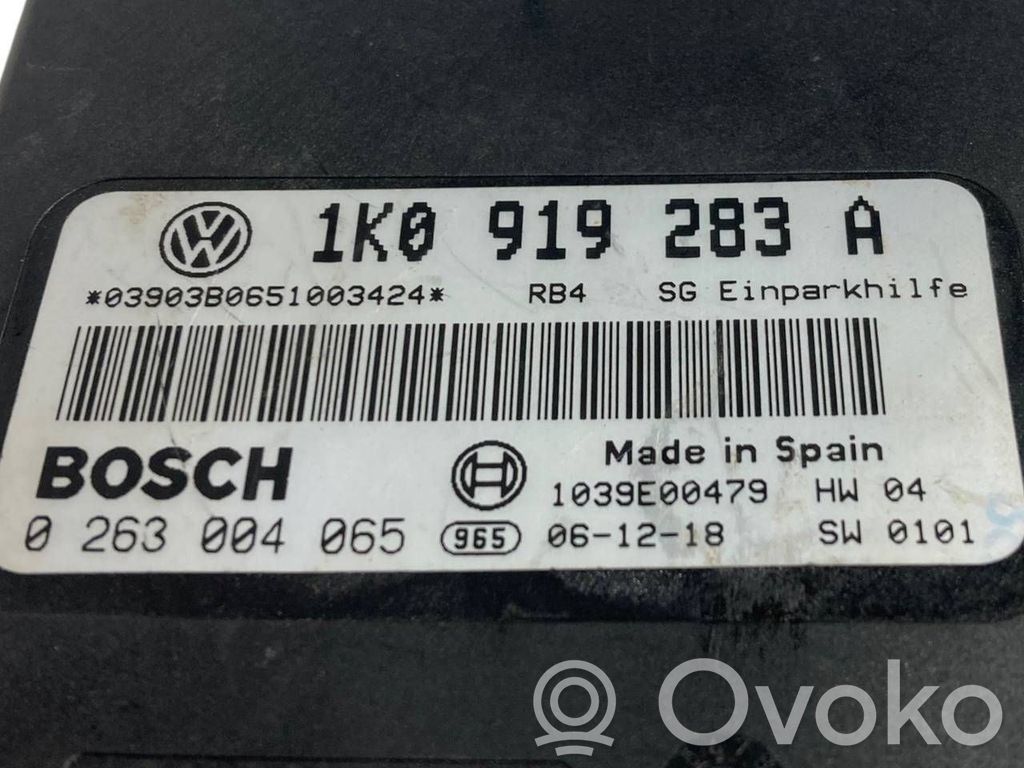 1K0 919 283 A
*03903B0651003424* RB4 SG Einparkhilfe
BOSCH Made in Spain
1039E00479 HW 04
0 263 004 065 965 06-12-18 SW 0101
Ovoko